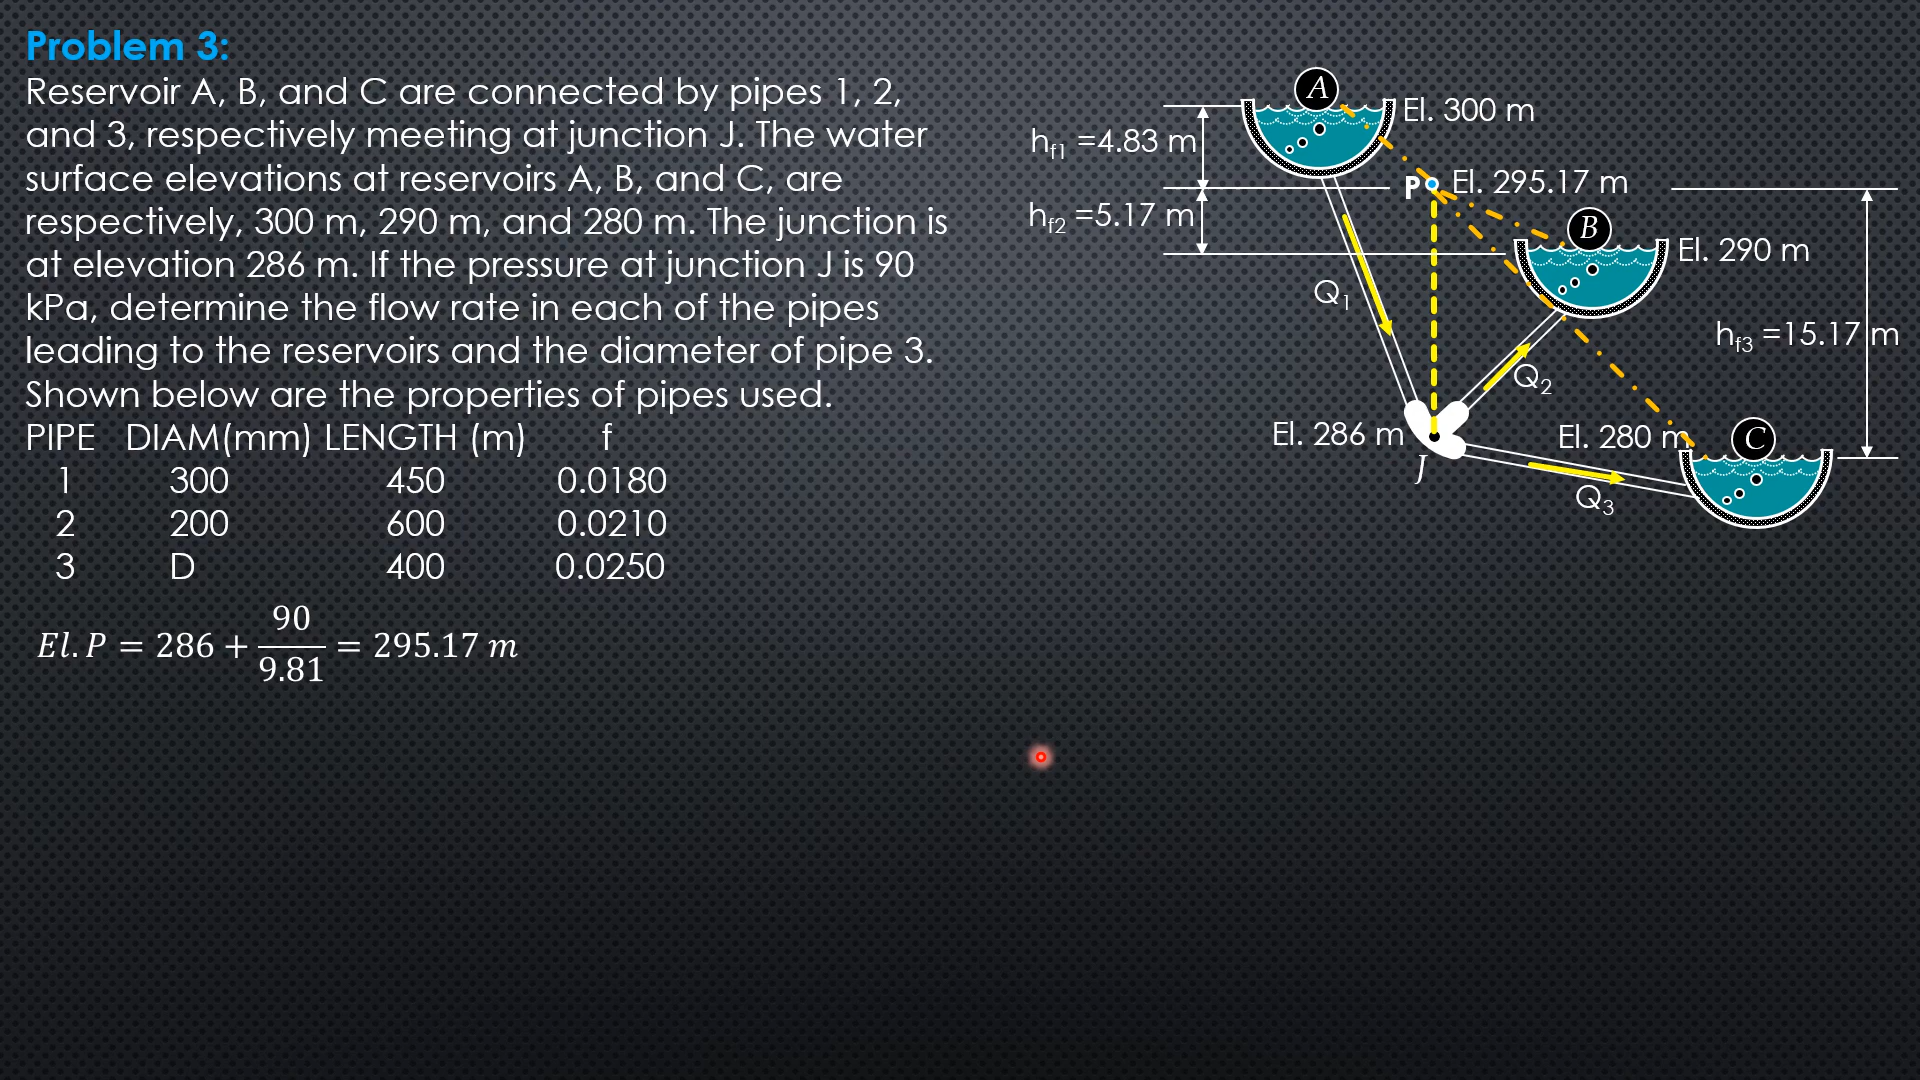 Problem 3:
Reservoir A, B, and C are connected by pipes 1, 2,
and 3, respectively meeting at junction J. The water
surface elevations at reservoirs A, B, and C, are
respectively, 300 m, 290 m, and 280 m. The junction is
at elevation 286 m. If the pressure at junction J is 90
kPa, determine the flow rate in each of the pipes
leading to the reservoirs and the diameter of pipe 3.
Shown below are the properties of pipes used.
PIPE DIAM(mm) LENGTH (m) f
1 300 450 0.0180
2 200 600 0.0210
3 D 400 0.0250
El. P = 286 + 90/9.81 = 295.17 m
A
El. 300 m
hf1 =4.83 m
P
El. 295.17 m
hf2 =5.17 m
B
El. 290 m
Q1
hf3 =15.17 m
Q2
El. 286 m
El. 280 m
C
J
Q3